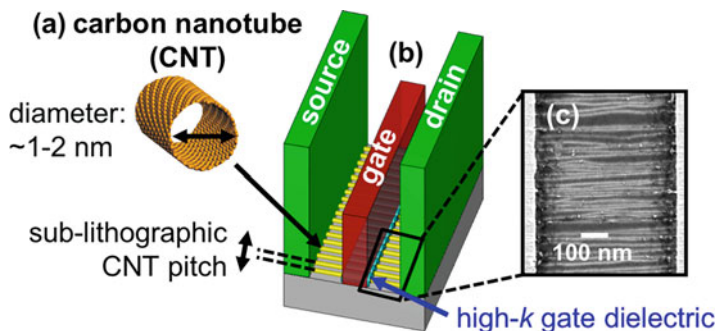 (a) carbon nanotube
(CNT)
diameter:
~1-2 nm
sub-lithographic
CNT pitch
(b)
source
gate
drain
high-k gate dielectric
(c)
100 nm